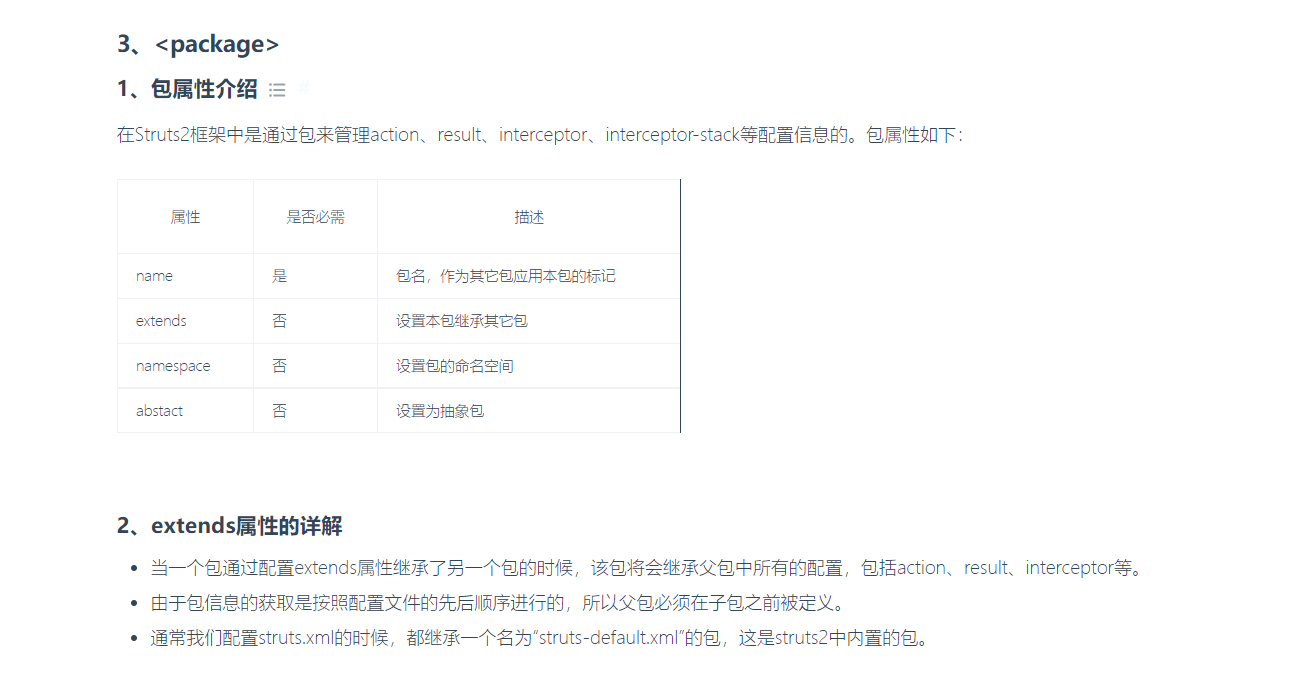 3、<package>
1、包属性介绍 #
在Struts2框架中是通过包来管理action、result、interceptor、interceptor-stack等配置信息的。包属性如下：
属性 是否必需 描述
name 是 包名，作为其它包应用本包的标记
extends 否 设置本包继承其它包
namespace 否 设置包的命名空间
abstact 否 设置为抽象包
2、extends属性的详解
• 当一个包通过配置extends属性继承了另一个包的时候，该包将会继承父包中所有的配置，包括action、result、interceptor等。
• 由于包信息的获取是按照配置文件的先后顺序进行的，所以父包必须在子包之前被定义。
• 通常我们配置struts.xml的时候，都继承一个名为“struts-default.xml”的包，这是struts2中内置的包。